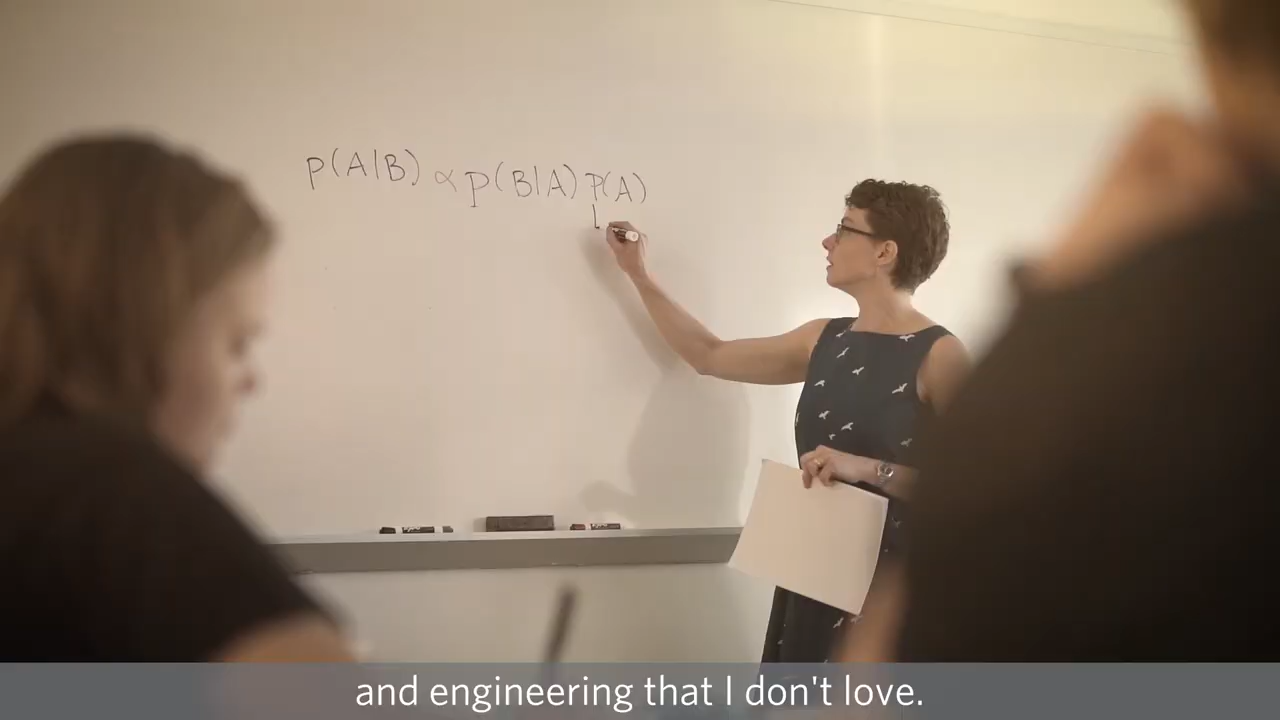 P(A|B) ∝ P(B|A) P(A)
and engineering that I don't love.